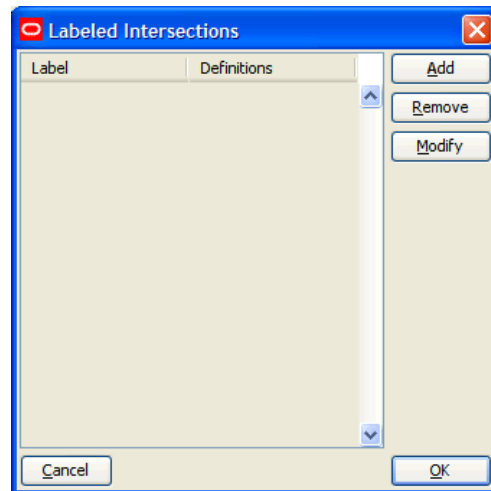 Labeled Intersections
Label Definitions
Add
Remove
Modify
Cancel OK